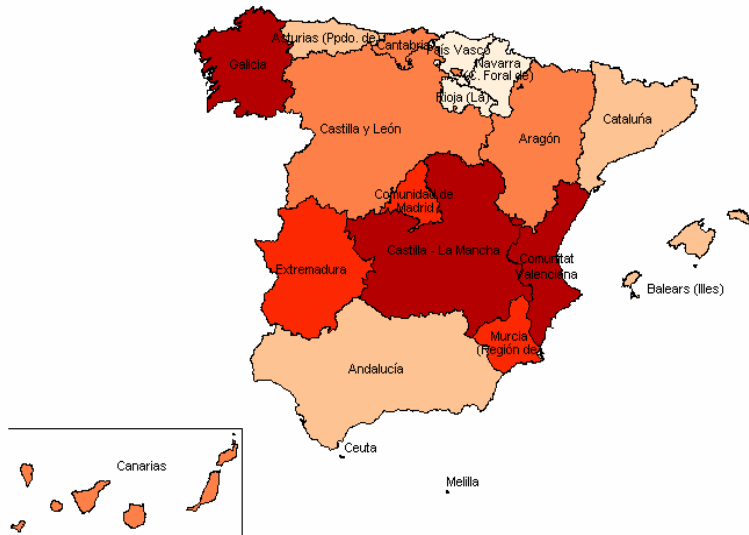 Asturias (Ppdo. de)
Cantabria
País Vasco
Navarra
(C. Foral de)
Galicia
Rioja (La)
Cataluña
Castilla y León
Aragón
Comunidad de
Madrid
Castilla - La Mancha
Comunitat
Valenciana
Extremadura
Balears (Illes)
Murcia
(Región de
Andalucía
Ceuta
Canarias
Melilla